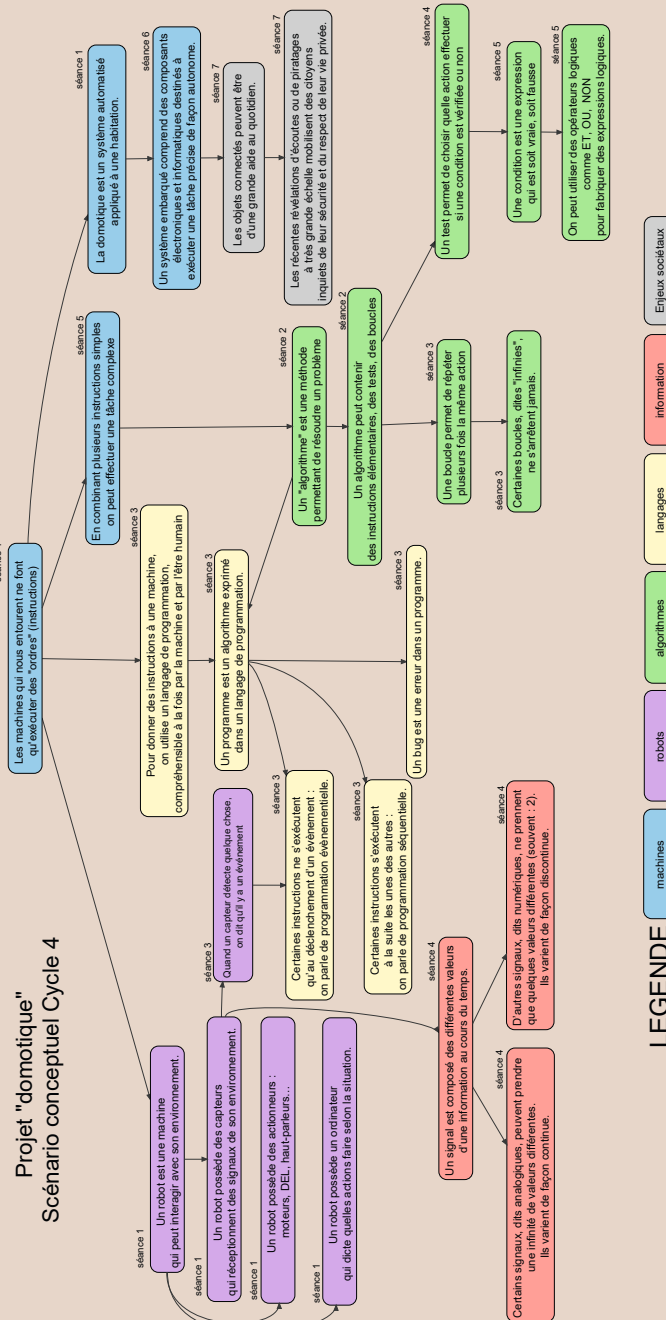 Projet "domotique"
Scénario conceptuel Cycle 4
Les machines qui nous entourent ne font
qu'exécuter des "ordres" (instructions)
séance 1
La domotique est un système automatisé
appliqué à une habitation.
séance 6
Un système embarqué comprend des composants
électroniques et informatiques destinés à
exécuter une tâche précise de façon autonome.
séance 7
Les objets connectés peuvent être
d'une grande aide au quotidien.
séance 7
Les récentes révélations d'écoutes ou de piratages
à très grande échelle mobilisent des citoyens
inquiets de leur sécurité et du respect de leur vie privée.
séance 5
En combinant plusieurs instructions simples
on peut effectuer une tâche complexe
séance 3
Pour donner des instructions à une machine,
on utilise un langage de programmation,
compréhensible à la fois par la machine et par l'être humain
séance 3
Un programme est un algorithme exprimé
dans un langage de programmation.
séance 2
Un "algorithme" est une méthode
permettant de résoudre un problème
séance 2
Un algorithme peut contenir
des instructions élémentaires, des tests, des boucles
séance 4
Un test permet de choisir quelle action effectuer
si une condition est vérifiée ou non
séance 5
Une condition est une expression
qui est soit vraie, soit fausse
séance 5
On peut utiliser des opérateurs logiques
comme ET, OU, NON
pour fabriquer des expressions logiques.
séance 3
Une boucle permet de répéter
plusieurs fois la même action
séance 3
Certaines boucles, dites "infinies",
ne s'arrêtent jamais.
séance 3
Un bug est une erreur dans un programme.
séance 3
Certaines instructions ne s'exécutent
qu'au déclenchement d'un évènement :
on parle de programmation évènementielle.
séance 3
Certaines instructions s'exécutent
à la suite les unes des autres :
on parle de programmation séquentielle.
séance 1
Un robot est une machine
qui peut interagir avec son environnement.
séance 1
Un robot possède des capteurs
qui réceptionnent des signaux de son environnement.
séance 3
Quand un capteur détecte quelque chose,
on dit qu'il y a un événement
séance 1
Un robot possède des actionneurs :
moteurs, DEL, haut-parleurs...
séance 1
Un robot possède un ordinateur
qui dicte quelles actions faire selon la situation.
séance 4
Un signal est composé des différentes valeurs
d'une information au cours du temps.
séance 4
Certains signaux, dits analogiques, peuvent prendre
une infinité de valeurs différentes.
Ils varient de façon continue.
séance 4
D'autres signaux, dits numériques, ne prennent
que quelques valeurs différentes (souvent : 2).
Ils varient de façon discontinue.
LEGENDE
machines
robots
algorithmes
langages
information
Enjeux sociétaux